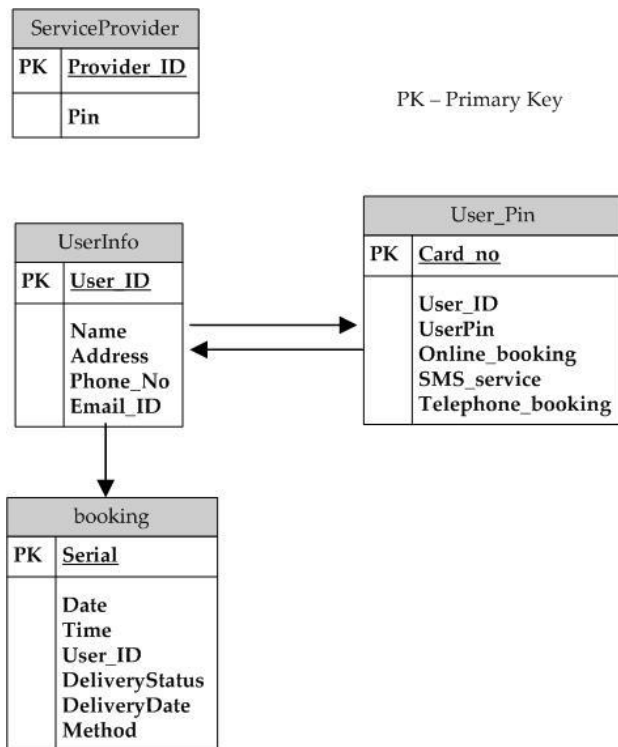 ServiceProvider
PK Provider_ID
Pin
PK – Primary Key
UserInfo
PK User_ID
Name
Address
Phone_No
Email_ID
User_Pin
PK Card_no
User_ID
UserPin
Online_booking
SMS_service
Telephone_booking
booking
PK Serial
Date
Time
User_ID
DeliveryStatus
DeliveryDate
Method